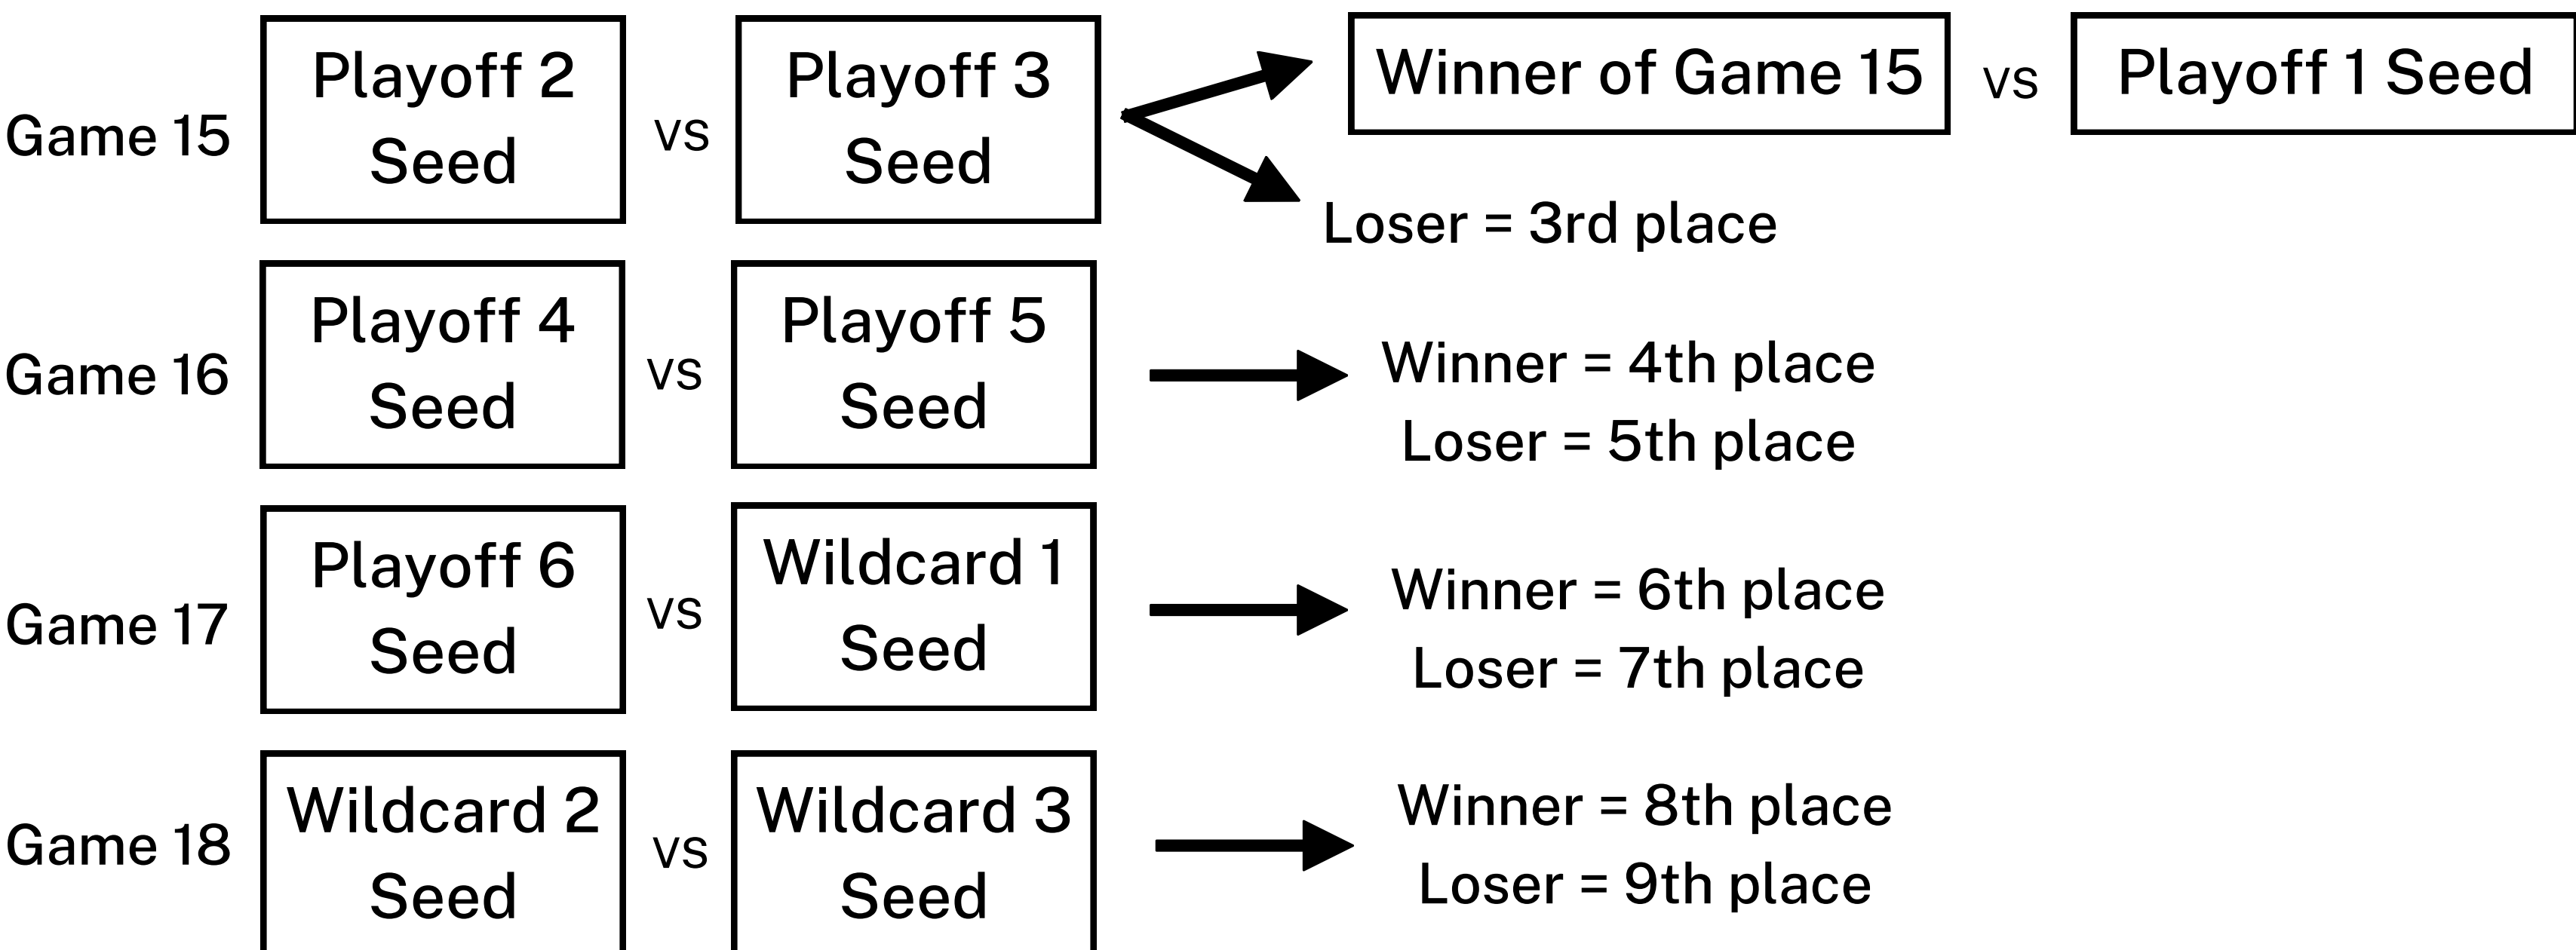 Game 15
Playoff 2
Seed
vs
Playoff 3
Seed
Winner of Game 15
vs
Playoff 1 Seed
Loser = 3rd place
Game 16
Playoff 4
Seed
vs
Playoff 5
Seed
Winner = 4th place
Loser = 5th place
Game 17
Playoff 6
Seed
vs
Wildcard 1
Seed
Winner = 6th place
Loser = 7th place
Game 18
Wildcard 2
Seed
vs
Wildcard 3
Seed
Winner = 8th place
Loser = 9th place